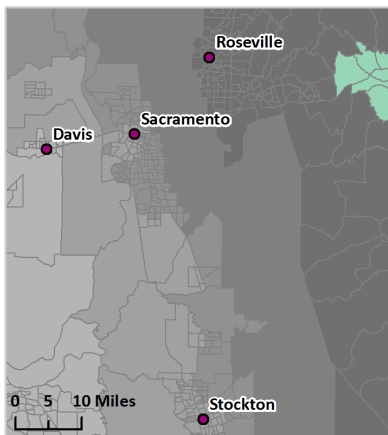 Roseville
Sacramento
Davis
0 5 10 Miles
Stockton